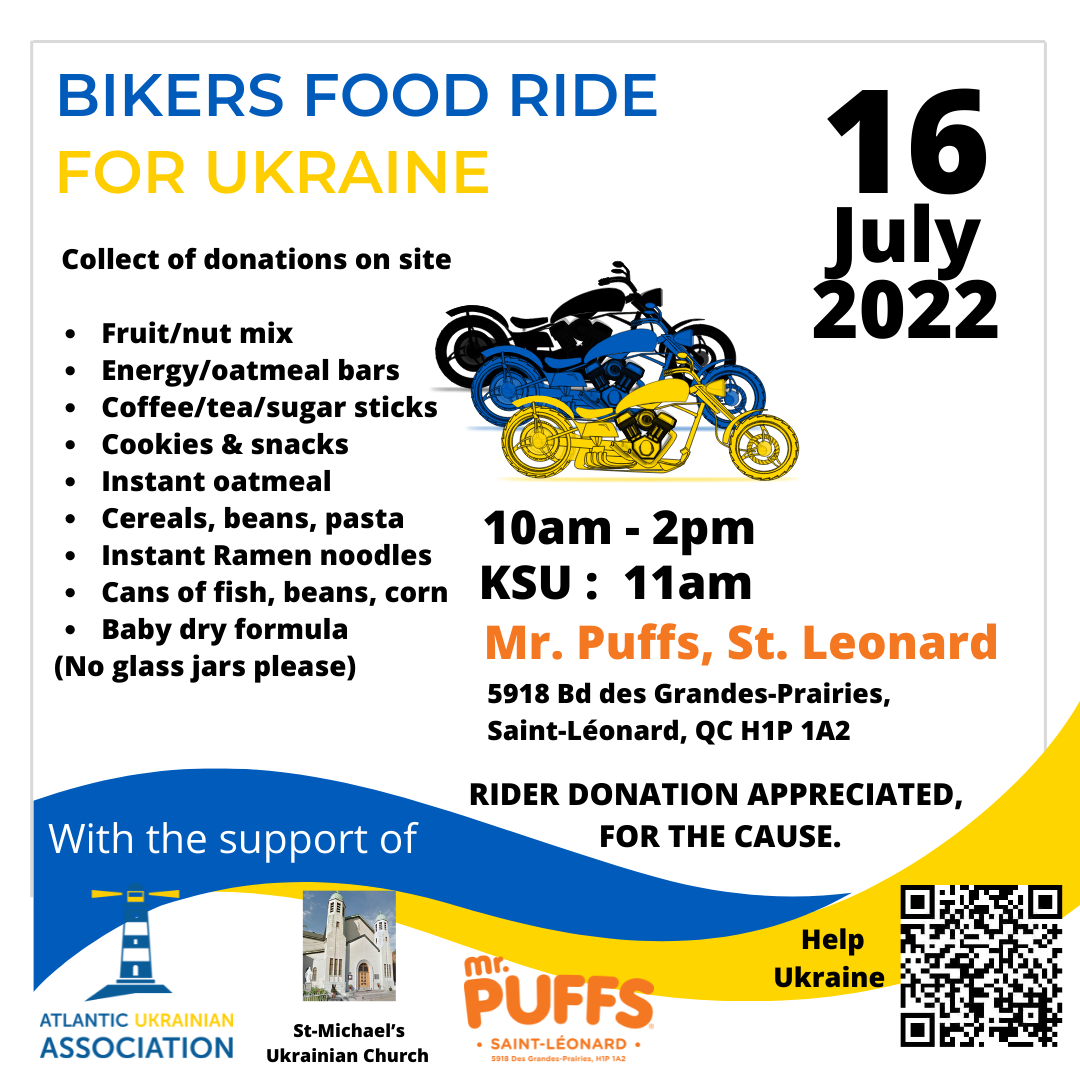 BIKERS FOOD RIDE
FOR UKRAINE
16
July
2022
Collect of donations on site
• Fruit/nut mix
• Energy/oatmeal bars
• Coffee/tea/sugar sticks
• Cookies & snacks
• Instant oatmeal
• Cereals, beans, pasta
• Instant Ramen noodles
• Cans of fish, beans, corn
• Baby dry formula
(No glass jars please)
10am - 2pm
KSU : 11am
Mr. Puffs, St. Leonard
5918 Bd des Grandes-Prairies,
Saint-Léonard, QC H1P 1A2
RIDER DONATION APPRECIATED,
FOR THE CAUSE.
With the support of
ATLANTIC UKRAINIAN
ASSOCIATION
St-Michael’s
Ukrainian Church
mr.
PUFFS®
• SAINT-LÉONARD •
5918 Des Grandes-Prairies, H1P 1A2
Help
Ukraine